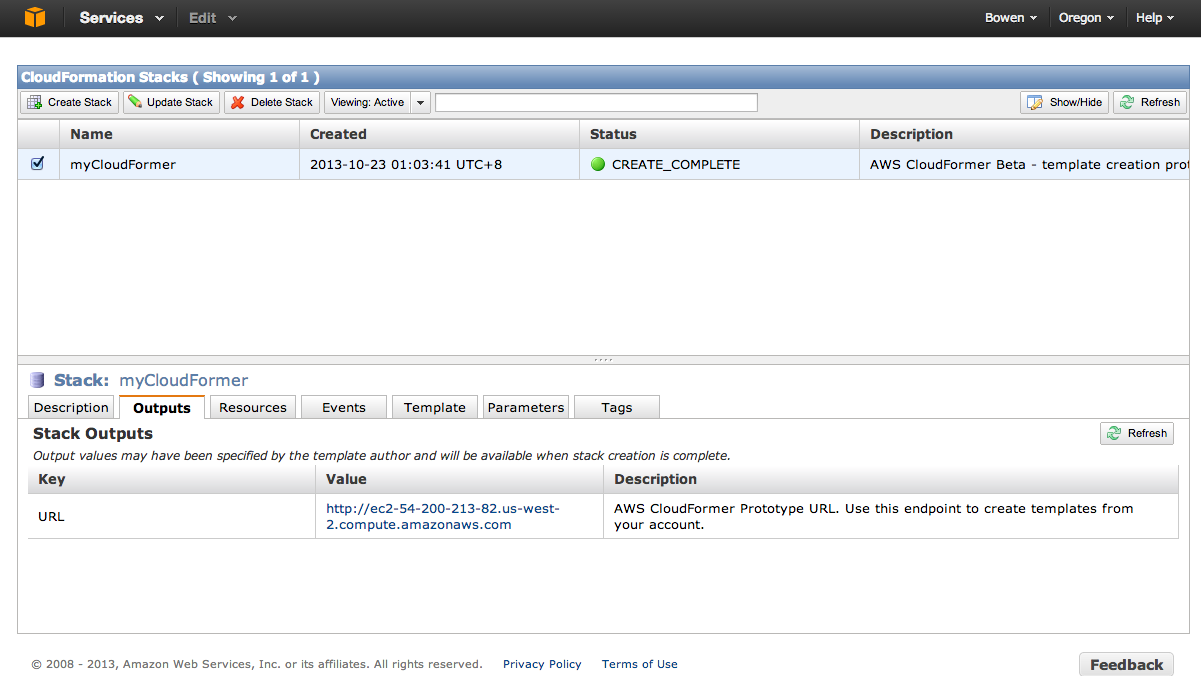 Services Edit Bowen Oregon Help
CloudFormation Stacks ( Showing 1 of 1 )
Create Stack Update Stack Delete Stack Viewing: Active Show/Hide Refresh
Name Created Status Description
myCloudFormer 2013-10-23 01:03:41 UTC+8 CREATE_COMPLETE AWS CloudFormer Beta - template creation prot
Stack: myCloudFormer
Description Outputs Resources Events Template Parameters Tags
Stack Outputs Refresh
Output values may have been specified by the template author and will be available when stack creation is complete.
Key Value Description
URL
http://ec2-54-200-213-82.us-west-
2.compute.amazonaws.com
AWS CloudFormer Prototype URL. Use this endpoint to create templates from
your account.
© 2008 - 2013, Amazon Web Services, Inc. or its affiliates. All rights reserved. Privacy Policy Terms of Use Feedback